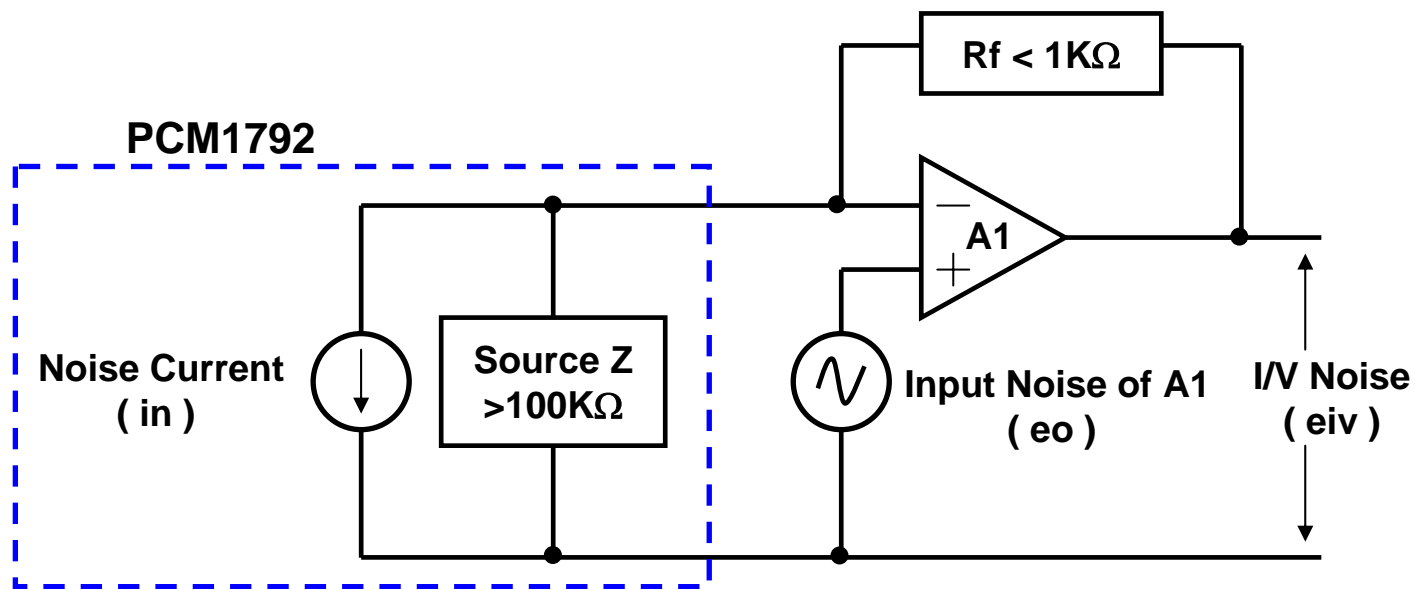 Rf < 1KΩ
PCM1792
A1
Noise Current
( in )
Source Z
>100KΩ
Input Noise of A1
( eo )
I/V Noise
( eiv )